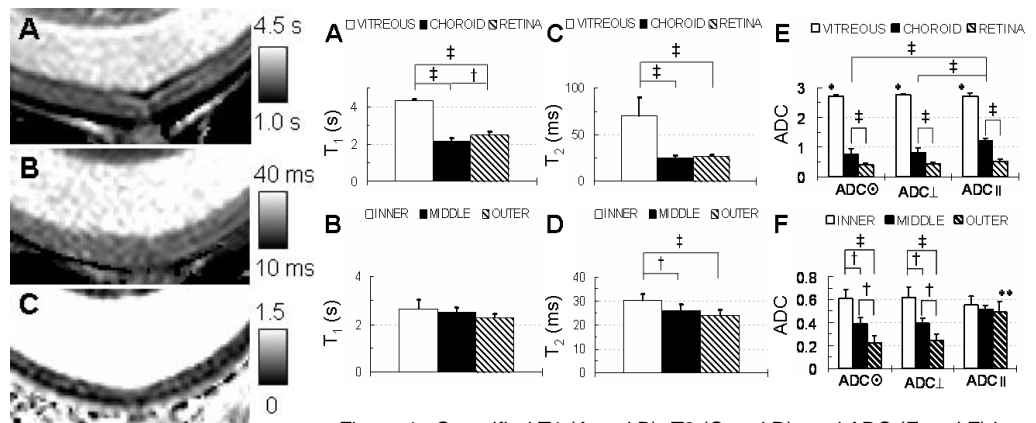 A
4.5 s
1.0 s
B
40 ms
10 ms
C
1.5
0
A
VITREOUS CHOROID RETINA
‡
‡ †
T1 (s)
4
2
0
B
INNER MIDDLE OUTER
T1 (s)
4
2
0
C
VITREOUS CHOROID RETINA
‡
‡
T2 (ms)
100
50
0
D
INNER MIDDLE OUTER
‡
†
T2 (ms)
40
30
20
10
0
E
VITREOUS CHOROID RETINA
‡
‡
* * *
‡ ‡ ‡
ADC
3
2
1
0
ADC⊙ ADC⊥ ADC||
F
INNER MIDDLE OUTER
‡ ‡
† †
† †
**
ADC
0.8
0.6
0.4
0.2
0
ADC⊙ ADC⊥ ADC||